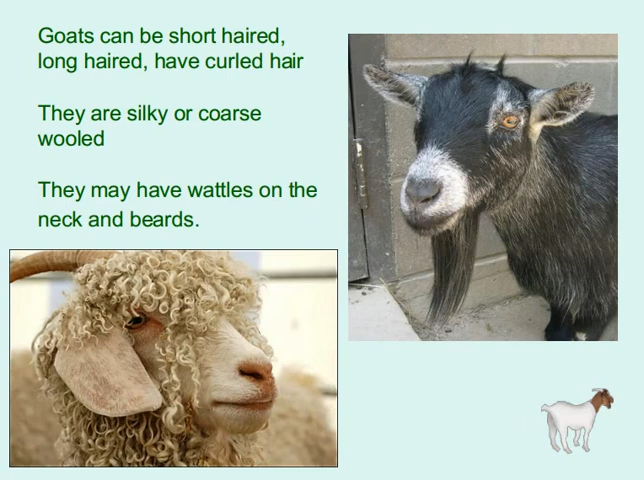 Goats can be short haired,
long haired, have curled hair
They are silky or coarse
wooled
They may have wattles on the
neck and beards.